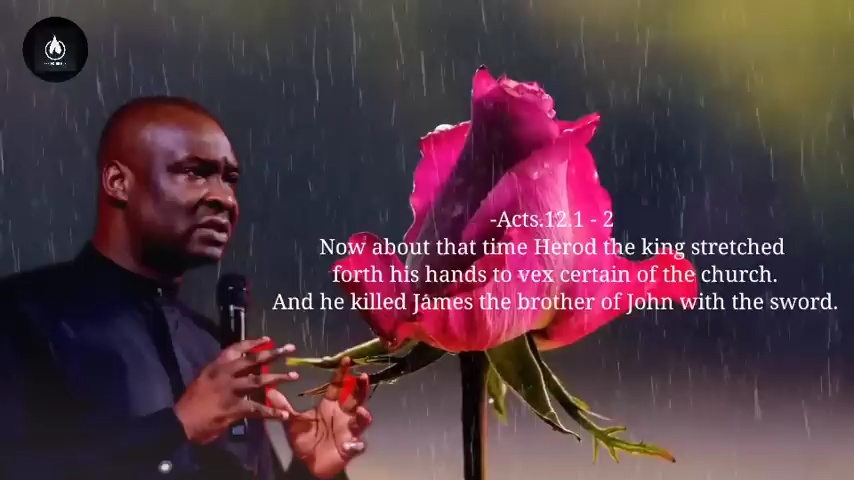 -Acts.12.1 - 2
Now about that time Herod the king stretched
forth his hands to vex certain of the church.
And he killed James the brother of John with the sword.